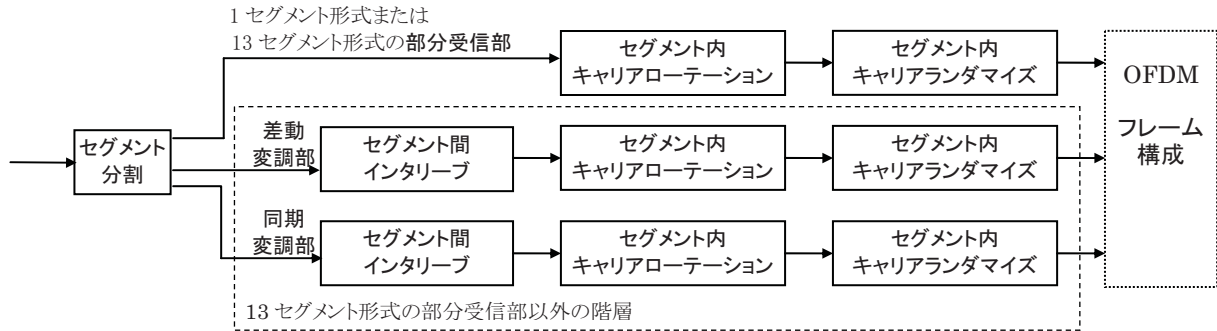 1 セグメント形式または
13 セグメント形式の部分受信部
セグメント内
キャリアローテーション
セグメント内
キャリアランダマイズ
OFDM
フレーム
構成
セグメント
分割
差動
変調部
セグメント間
インタリーブ
セグメント内
キャリアローテーション
セグメント内
キャリアランダマイズ
同期
変調部
セグメント間
インタリーブ
セグメント内
キャリアローテーション
セグメント内
キャリアランダマイズ
13 セグメント形式の部分受信部以外の階層